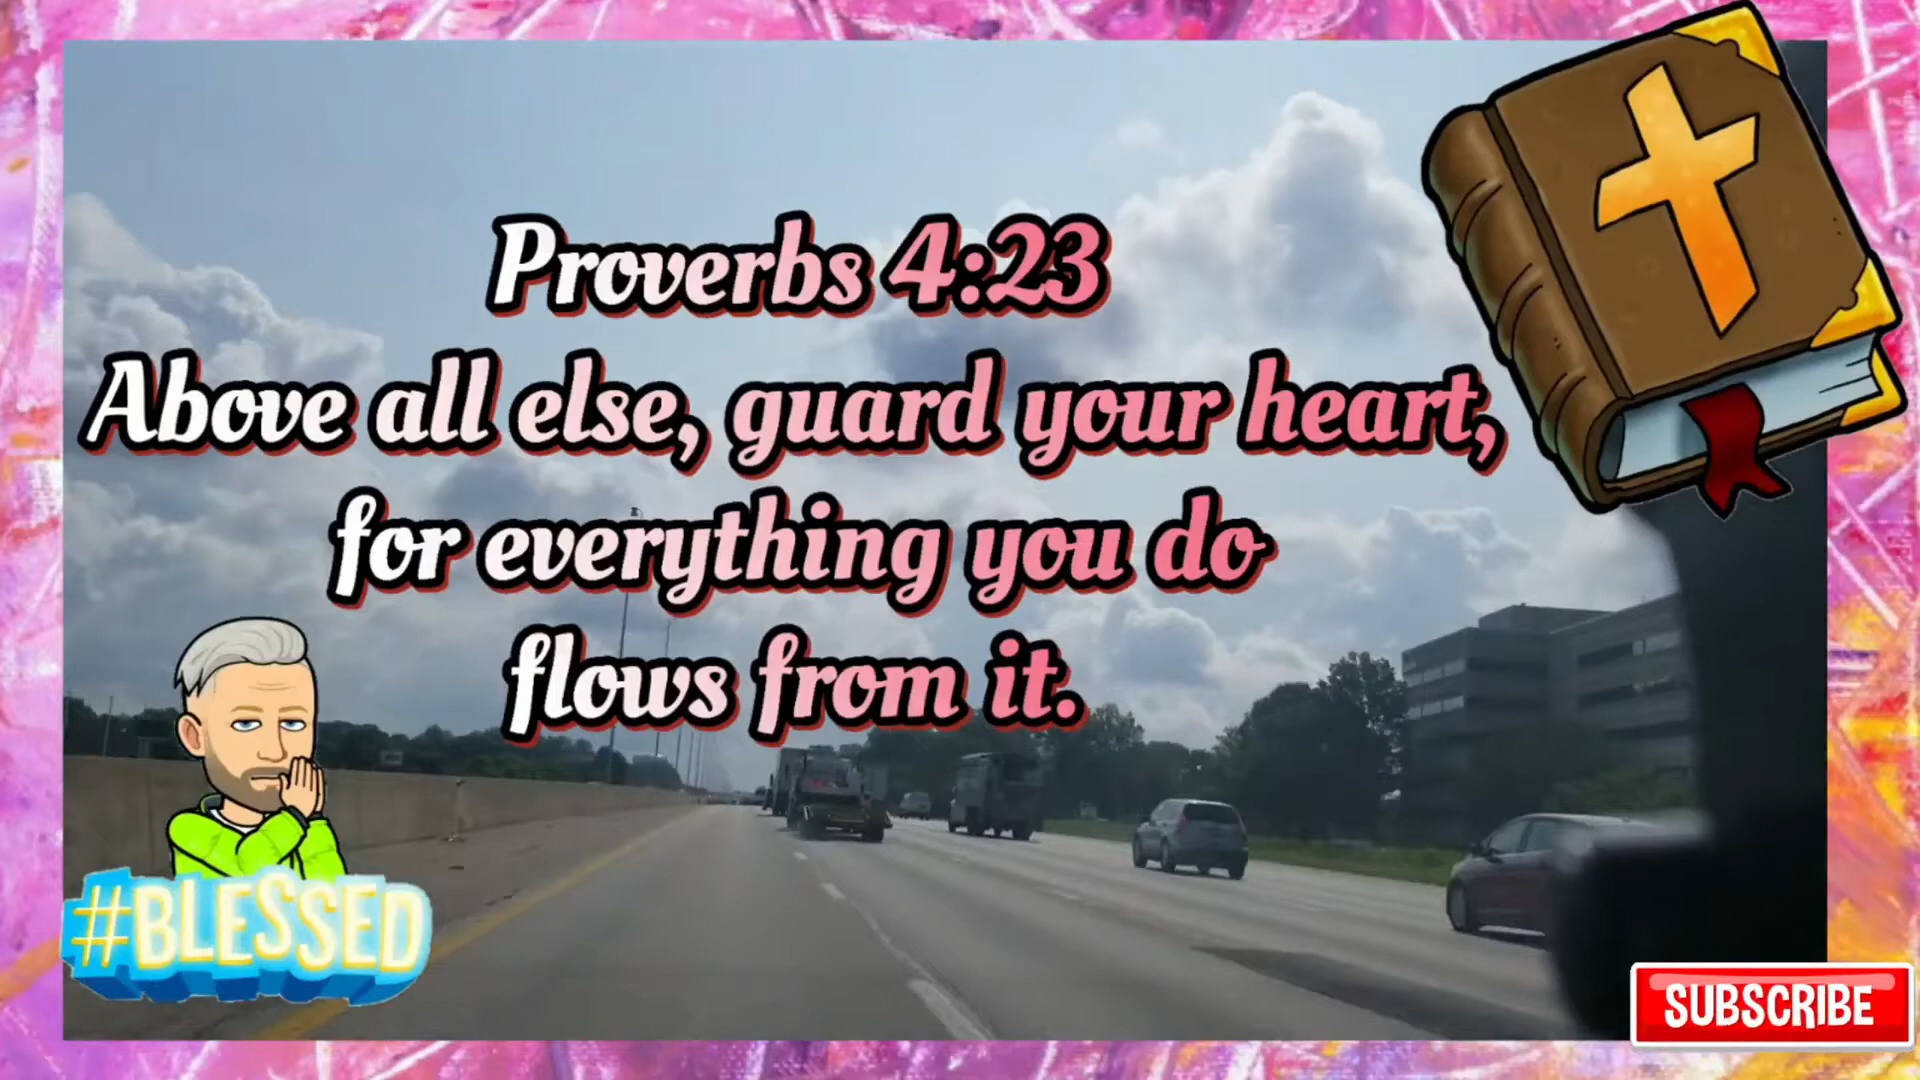 Proverbs 4:23
Above all else, guard your heart,
for everything you do
flows from it.
#BLESSED
SUBSCRIBE